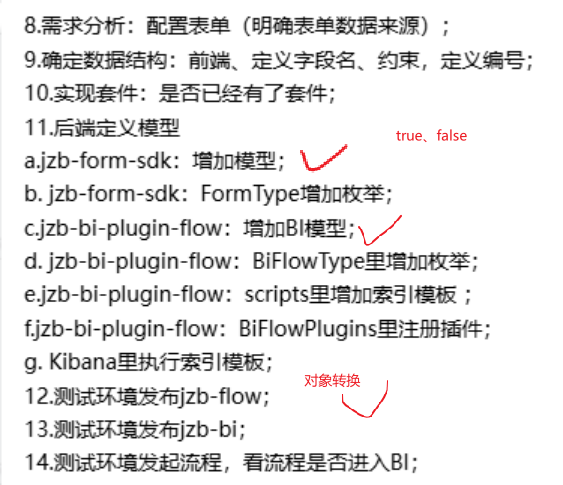 8.需求分析：配置表单（明确表单数据来源）；
9.确定数据结构：前端、定义字段名、约束，定义编号；
10.实现套件：是否已经有了套件；
11.后端定义模型
true、false
a.jzb-form-sdk：增加模型；
b. jzb-form-sdk：FormType增加枚举；
c.jzb-bi-plugin-flow：增加BI模型；
d. jzb-bi-plugin-flow：BiFlowType里增加枚举；
e.jzb-bi-plugin-flow：scripts里增加索引模板；
f.jzb-bi-plugin-flow：BiFlowPlugins里注册插件；
g. Kibana里执行索引模板；
对象转换
12.测试环境发布jzb-flow；
13.测试环境发布jzb-bi；
14.测试环境发起流程，看流程是否进入BI；